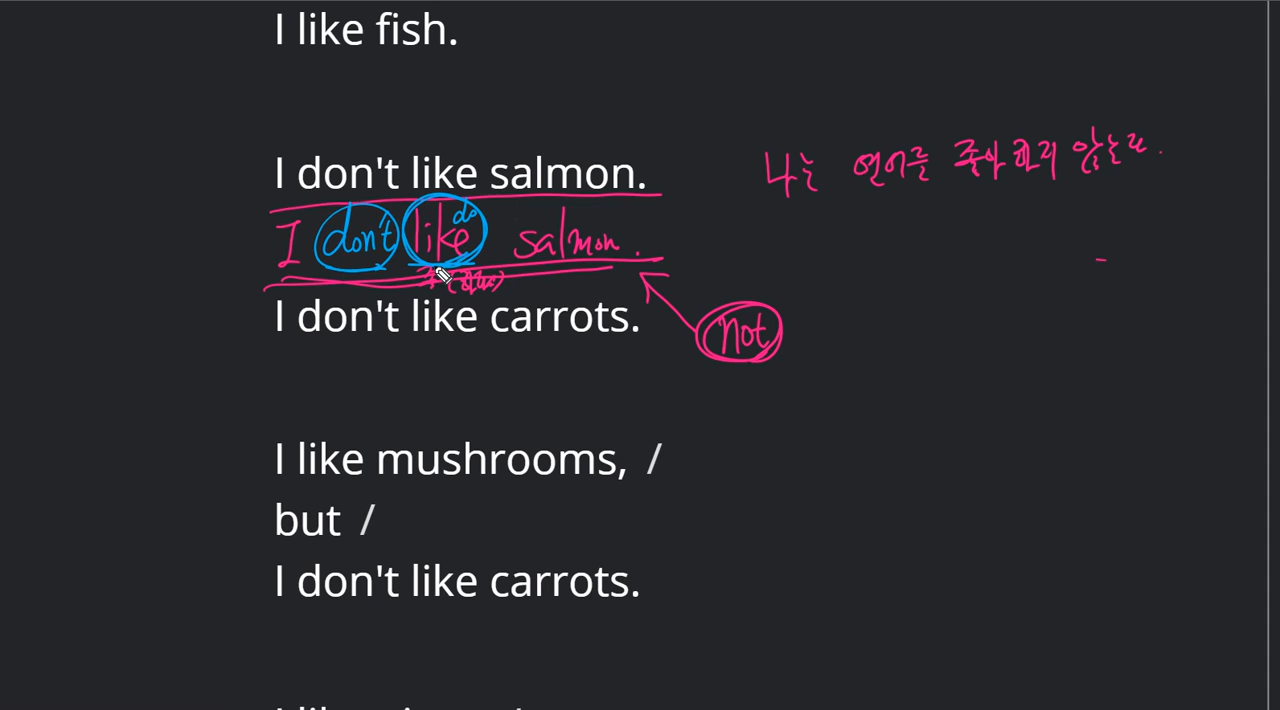 I like fish.
I don't like salmon.
나는 연어를 좋아하지 않는다.
I don't like do salmon.
I don't like carrots.
not
I like mushrooms, /
but /
I don't like carrots.